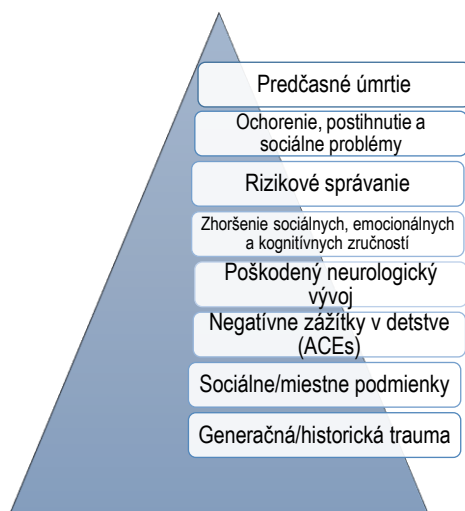 Predčasné úmrtie
Ochorenie, postihnutie a
sociálne problémy
Rizikové správanie
Zhoršenie sociálnych, emocionálnych
a kognitívnych zručností
Poškodený neurologický
vývoj
Negatívne zážítky v detstve
(ACEs)
Sociálne/miestne podmienky
Generačná/historická trauma